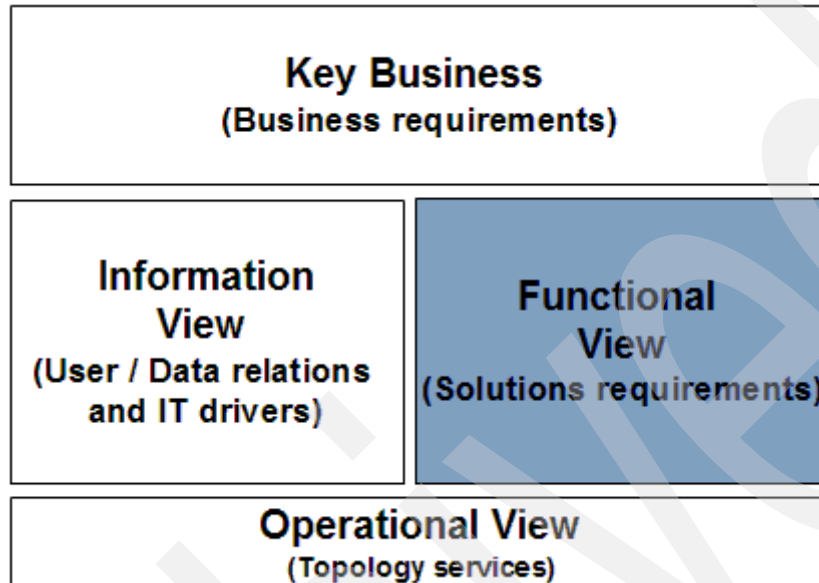 Key Business
(Business requirements)
Information
View
(User / Data relations
and IT drivers)
Functional
View
(Solutions requirements)
Operational View
(Topology services)